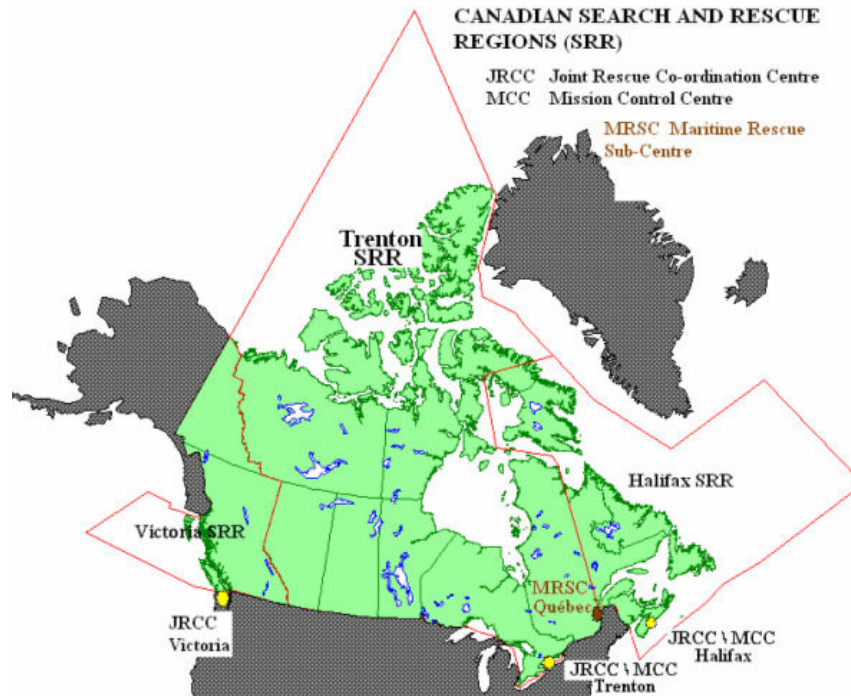 CANADIAN SEARCH AND RESCUE
REGIONS (SRR)
JRCC Joint Rescue Co-ordination Centre
MCC Mission Control Centre
MRSC Maritime Rescue
Sub-Centre
Trenton
SRR
Halifax SRR
Victoria SRR
MRSC
Québec
JRCC
Victoria
JRCC \ MCC
Halifax
JRCC \ MCC
Trenton